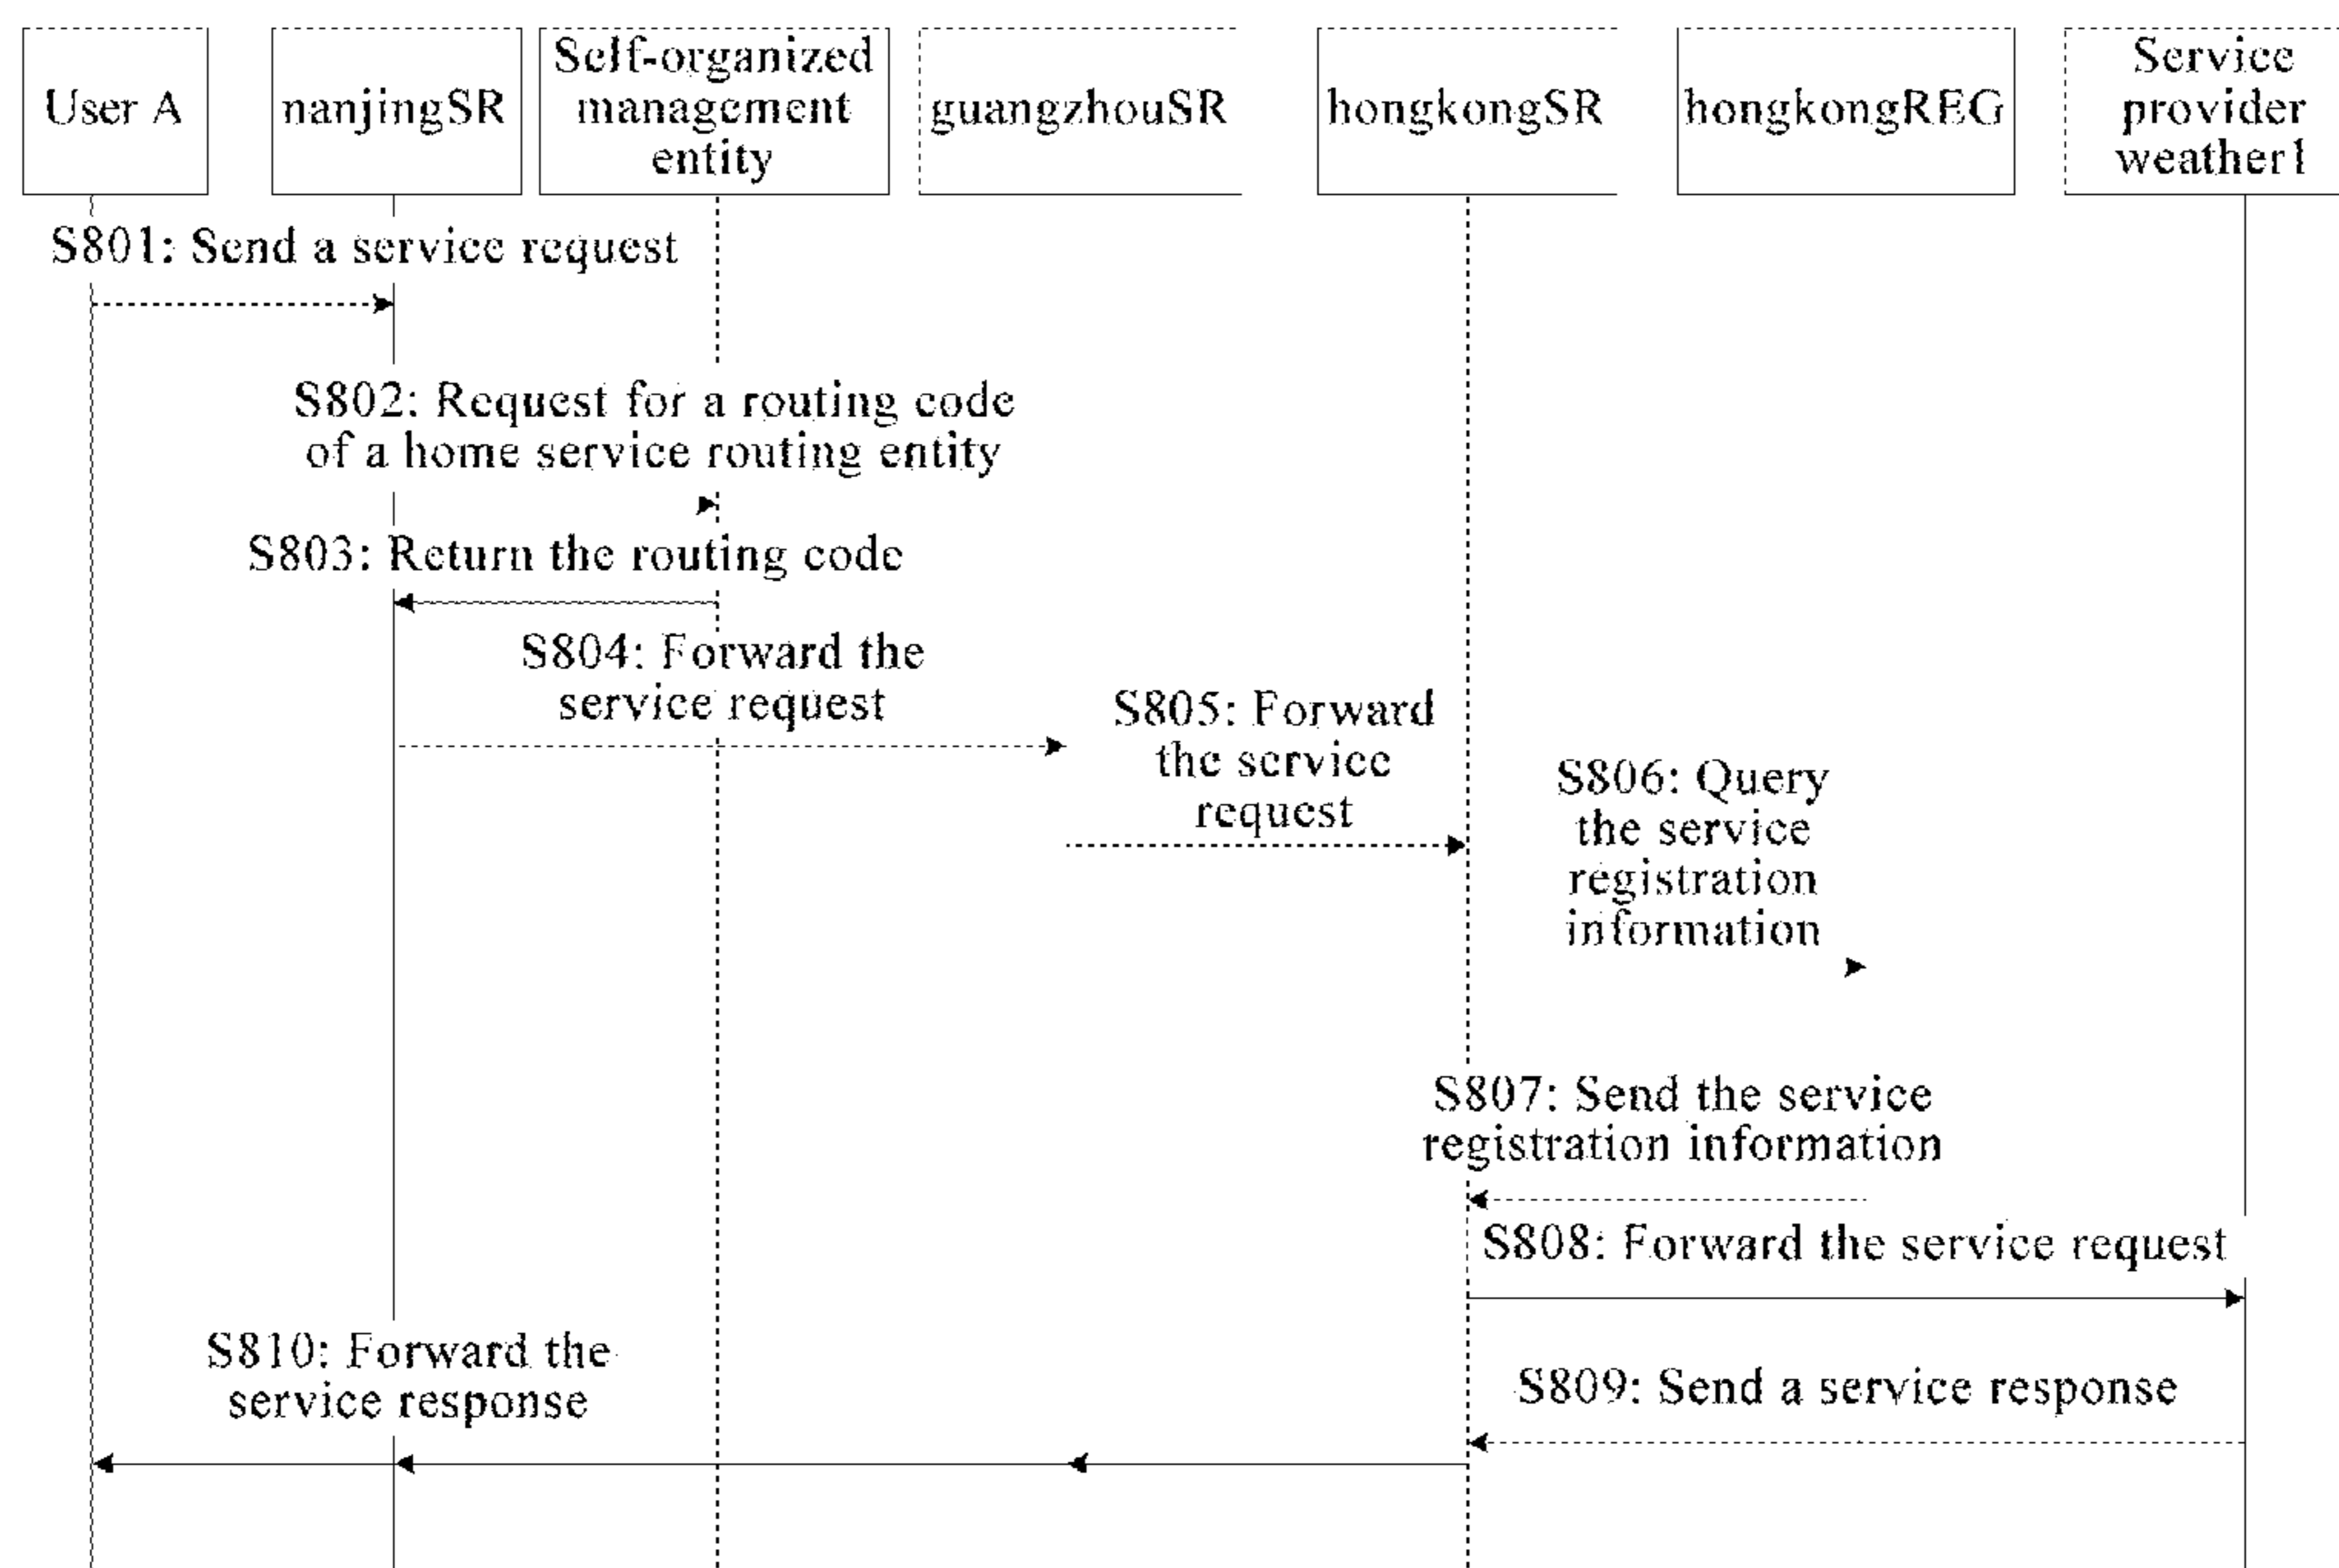 User A
nanjingSR
Self-organized
management
entity
guangzhouSR
hongkongSR
hongkongREG
Service
provider
weather1
S801: Send a service request
S802: Request for a routing code
of a home service routing entity
S803: Return the routing code
S804: Forward the
service request
S805: Forward
the service
request
S806: Query
the service
registration
information
S807: Send the service
registration information
S808: Forward the service request
S810: Forward the
service response
S809: Send a service response